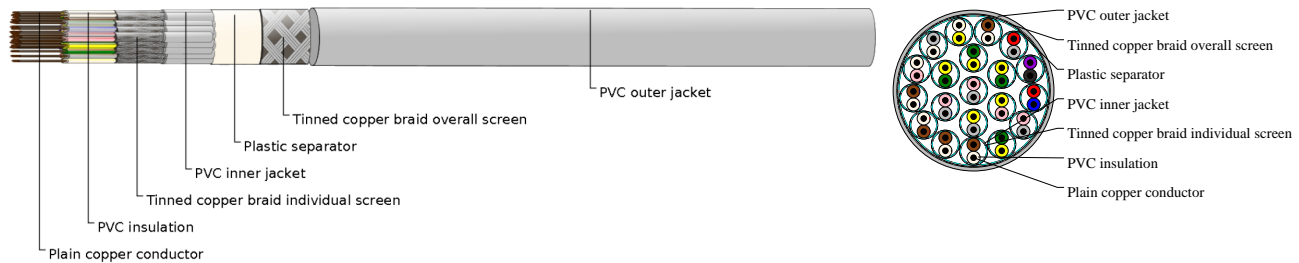 PVC outer jacket
Tinned copper braid overall screen
Plastic separator
PVC inner jacket
Tinned copper braid individual screen
PVC insulation
Plain copper conductor
PVC outer jacket
Tinned copper braid overall screen
Plastic separator
PVC inner jacket
Tinned copper braid individual screen
PVC insulation
Plain copper conductor